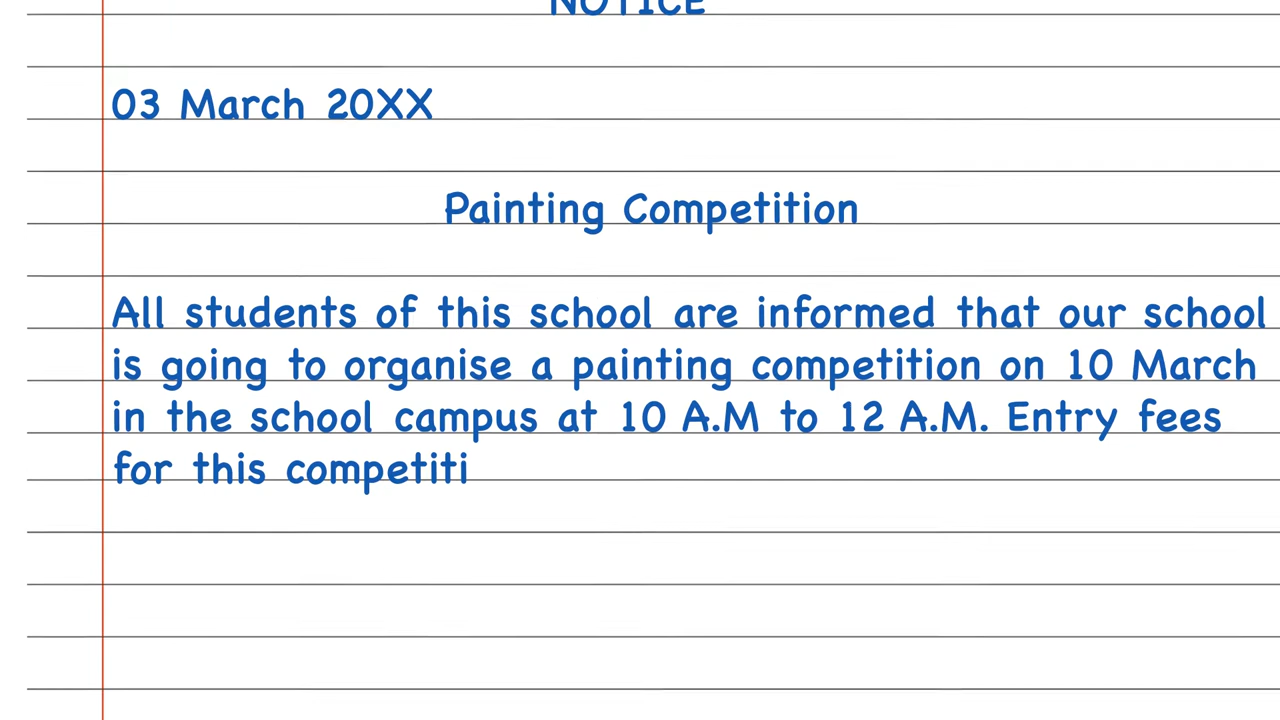 NOTICE
03 March 20XX
Painting Competition
All students of this school are informed that our school
is going to organise a painting competition on 10 March
in the school campus at 10 A.M to 12 A.M. Entry fees
for this competiti